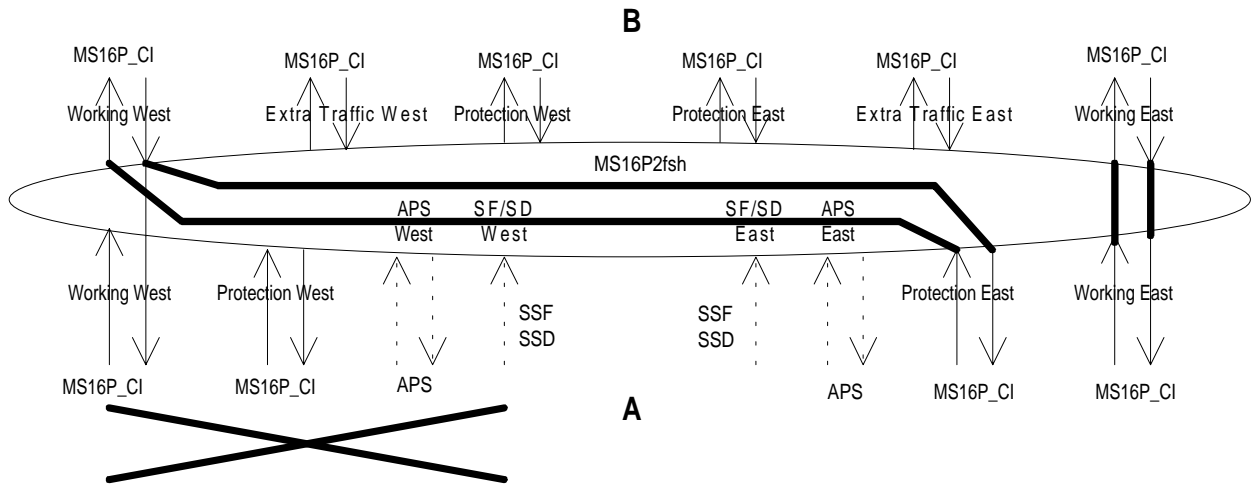 B
MS16P_CI MS16P_CI MS16P_CI MS16P_CI MS16P_CI MS16P_CI
Working West Extra Traffic West Protection West Protection East Extra Traffic East Working East
MS16P2fsh
APS SF/SD SF/SD APS
West West East East
Working West Protection West Protection East Working East
SSF SSF
SSD SSD
MS16P_CI MS16P_CI APS APS MS16P_CI MS16P_CI
A